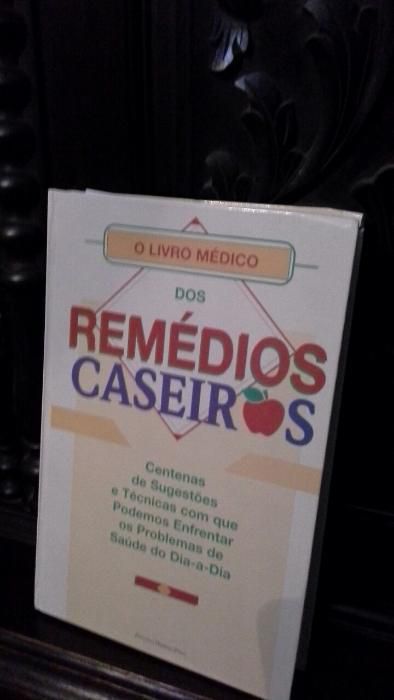 O LIVRO MÉDICO
DOS
REMÉDIOS
CASEIROS
Centenas
de Sugestões
e Técnicas com que
Podemos Enfrentar
os Problemas de
Saúde do Dia-a-Dia